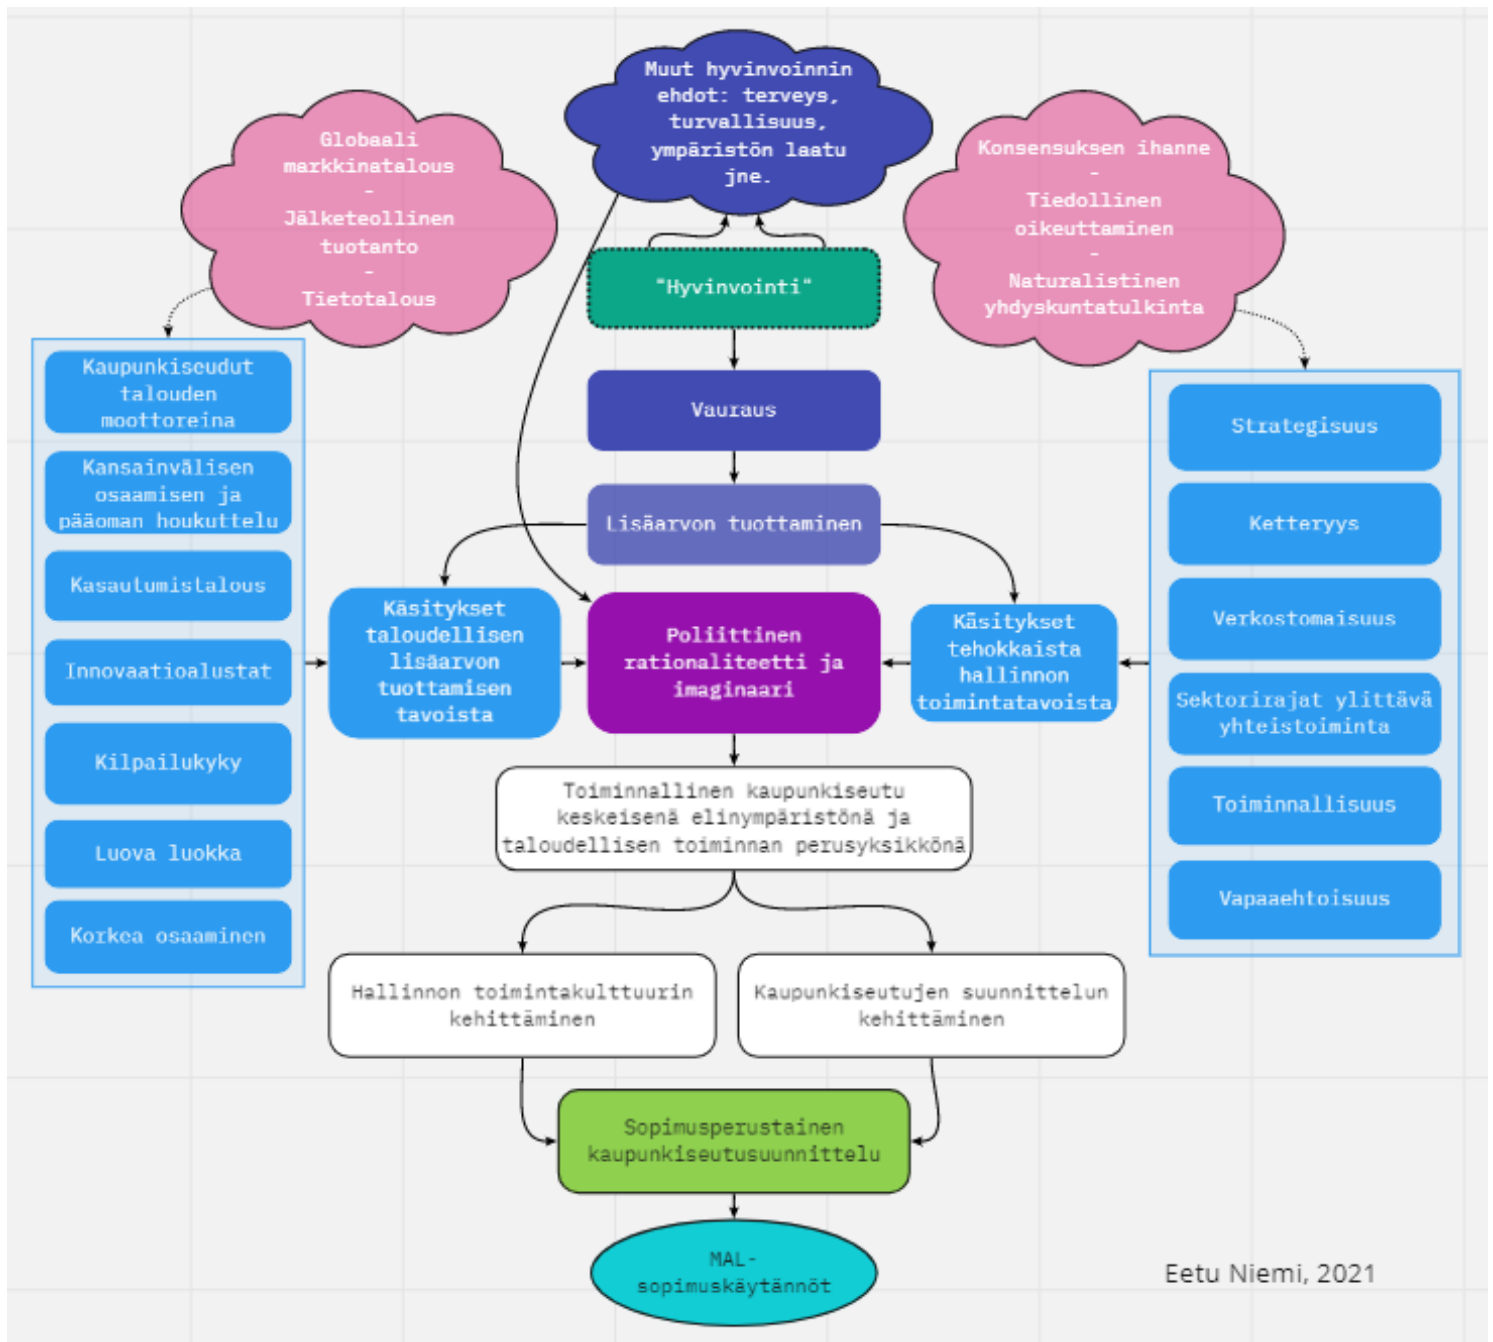 Muut hyvinvoinnin
ehdot: terveys,
turvallisuus,
ympäristön laatu
jne.
Globaali
markkinatalous
-
Jälketeollinen
tuotanto
-
Tietotalous
Konsensuksen ihanne
-
Tiedollinen
oikeuttaminen
-
Naturalistinen
yhdyskuntatulkinta
"Hyvinvointi"
Vauraus
Lisäarvon tuottaminen
Kaupunkiseudut
talouden
moottoreina
Kansainvälisen
osaamisen ja
pääoman houkuttelu
Kasautumistalous
Innovaatioalustat
Kilpailukyky
Luova luokka
Korkea osaaminen
Käsitykset
taloudellisen
lisäarvon
tuottamisen
tavoista
Poliittinen
rationaliteetti ja
imaginaari
Käsitykset
tehokkaista
hallinnon
toimintatavoista
Strategisuus
Ketteryys
Verkostomaisuus
Sektorirajat ylittävä
yhteistoiminta
Toiminnallisuus
Vapaaehtoisuus
Toiminnallinen kaupunkiseutu
keskeisenä elinympäristönä ja
taloudellisen toiminnan perusyksikkönä
Hallinnon toimintakulttuurin
kehittäminen
Kaupunkiseutujen suunnittelun
kehittäminen
Sopimusperustainen
kaupunkiseutusuunnittelu
MAL-
sopimuskäytännöt
Eetu Niemi, 2021